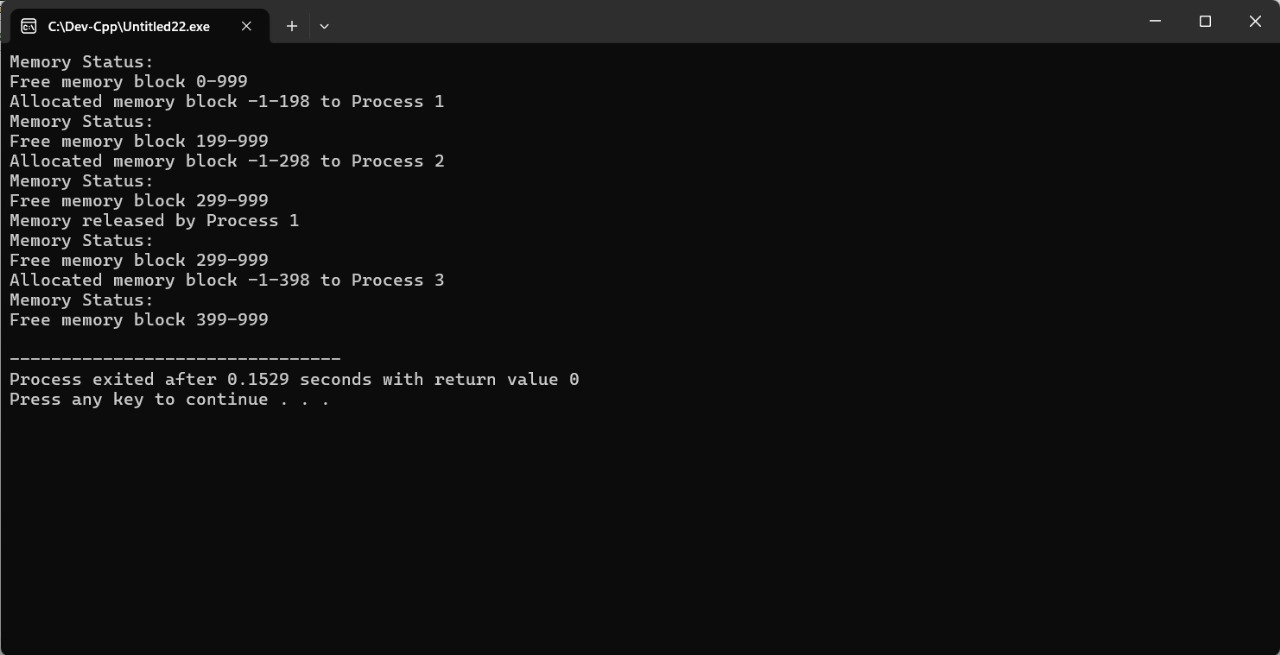 C:\Dev-Cpp\Untitled22.exe
Memory Status:
Free memory block 0-999
Allocated memory block -1-198 to Process 1
Memory Status:
Free memory block 199-999
Allocated memory block -1-298 to Process 2
Memory Status:
Free memory block 299-999
Memory released by Process 1
Memory Status:
Free memory block 299-999
Allocated memory block -1-398 to Process 3
Memory Status:
Free memory block 399-999
--------------------------------
Process exited after 0.1529 seconds with return value 0
Press any key to continue . . .